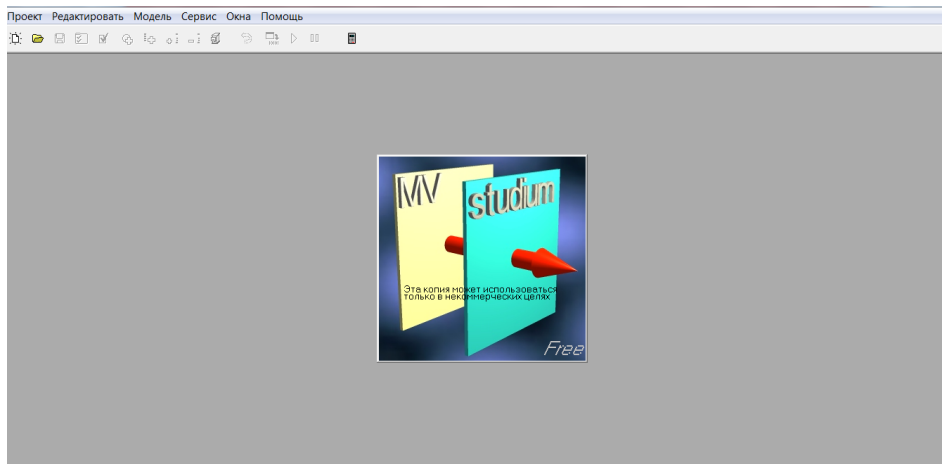 Проект Редактировать Модель Сервис Окна Помощь
MV
studium
Эта копия может использоваться
только в некоммерческих целях
Free